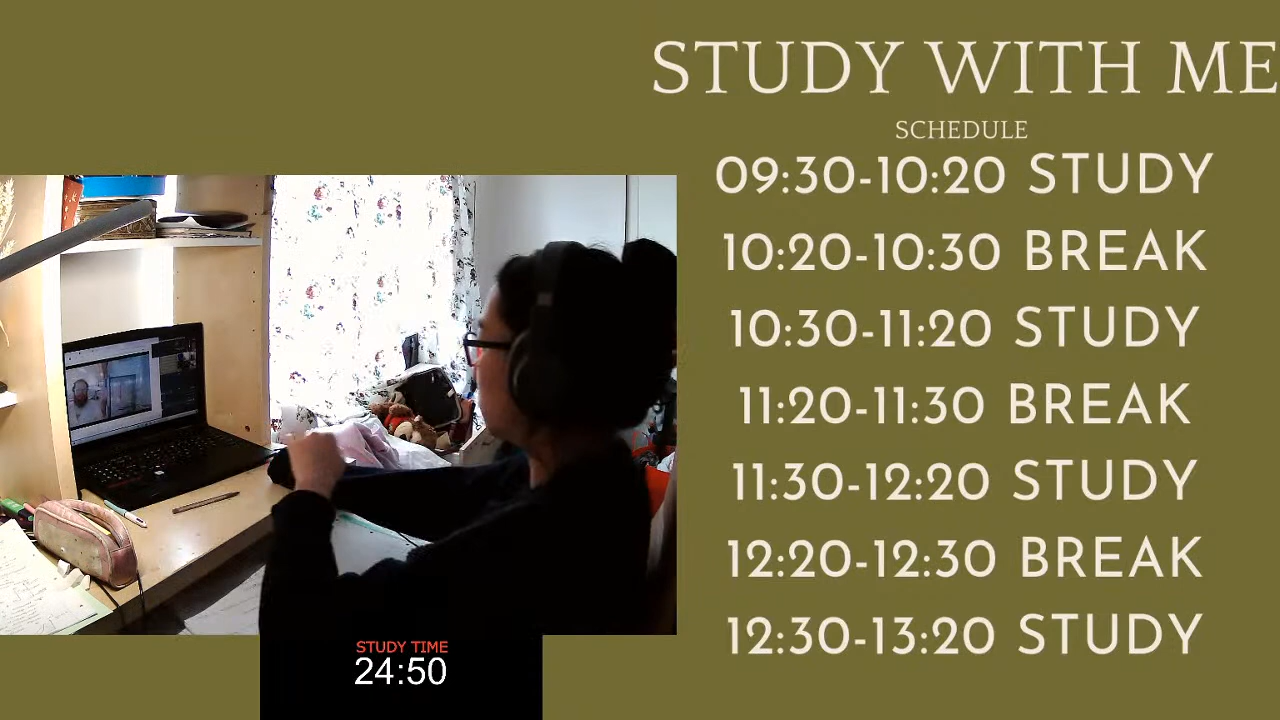 STUDY WITH ME
SCHEDULE
09:30-10:20 STUDY
10:20-10:30 BREAK
10:30-11:20 STUDY
11:20-11:30 BREAK
11:30-12:20 STUDY
12:20-12:30 BREAK
12:30-13:20 STUDY
STUDY TIME
24:50